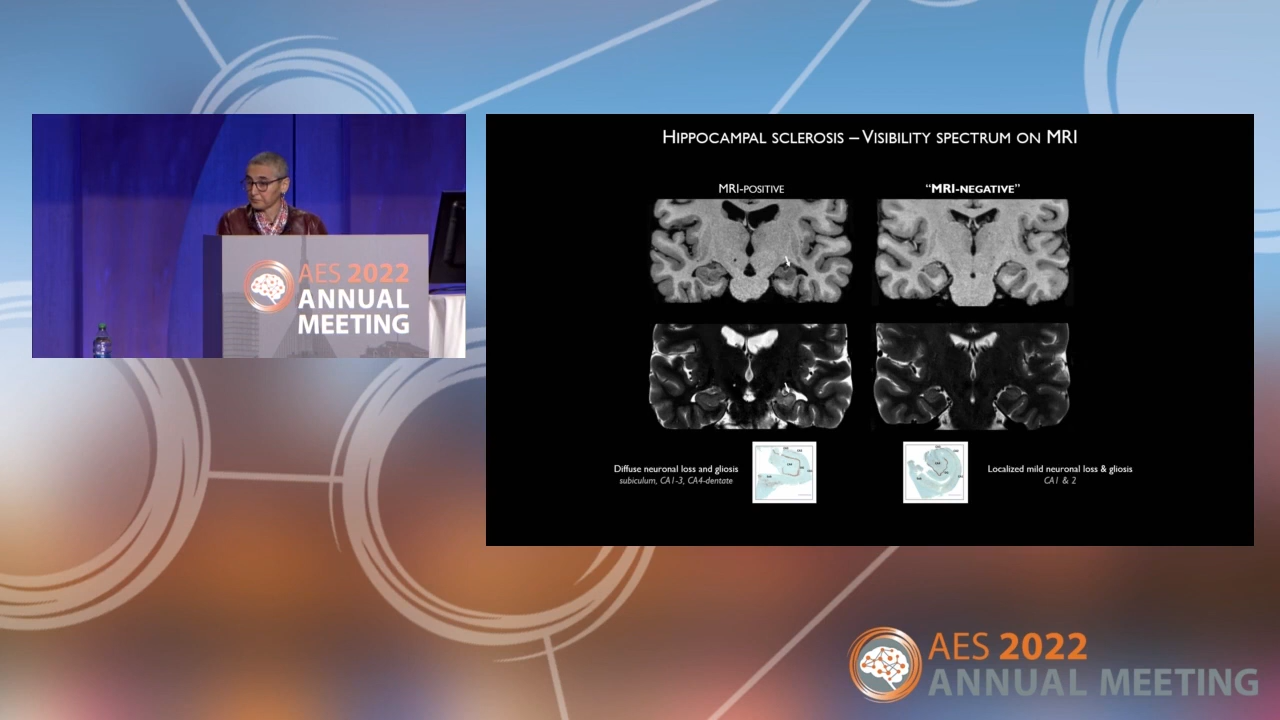 AES 2022
ANNUAL
MEETING
HIPPOCAMPAL SCLEROSIS – VISIBILITY SPECTRUM ON MRI
MRI-POSITIVE
“MRI-NEGATIVE”
Diffuse neuronal loss and gliosis
subiculum, CA1-3, CA4-dentate
Localized mild neuronal loss & gliosis
CA1 & 2
AES 2022
ANNUAL MEETING